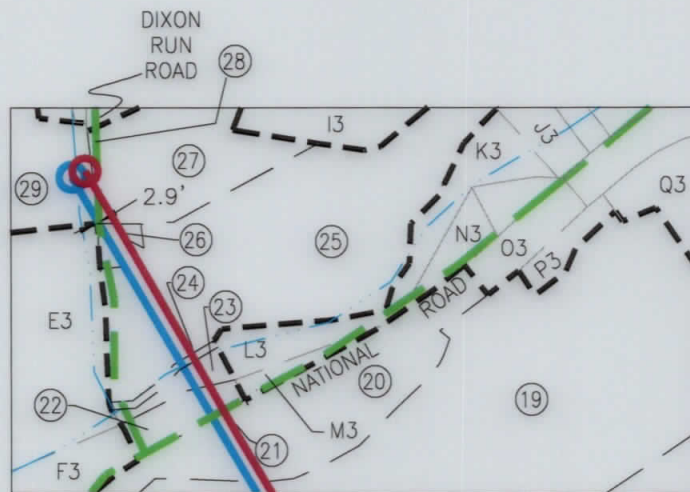 DIXON
RUN
ROAD
28
I3
J3
27
K3
29
Q3
2.9'
N3
26
25
O3
P3
24
E3
ROAD
23
L3
NATIONAL
20
19
22
M3
21
F3